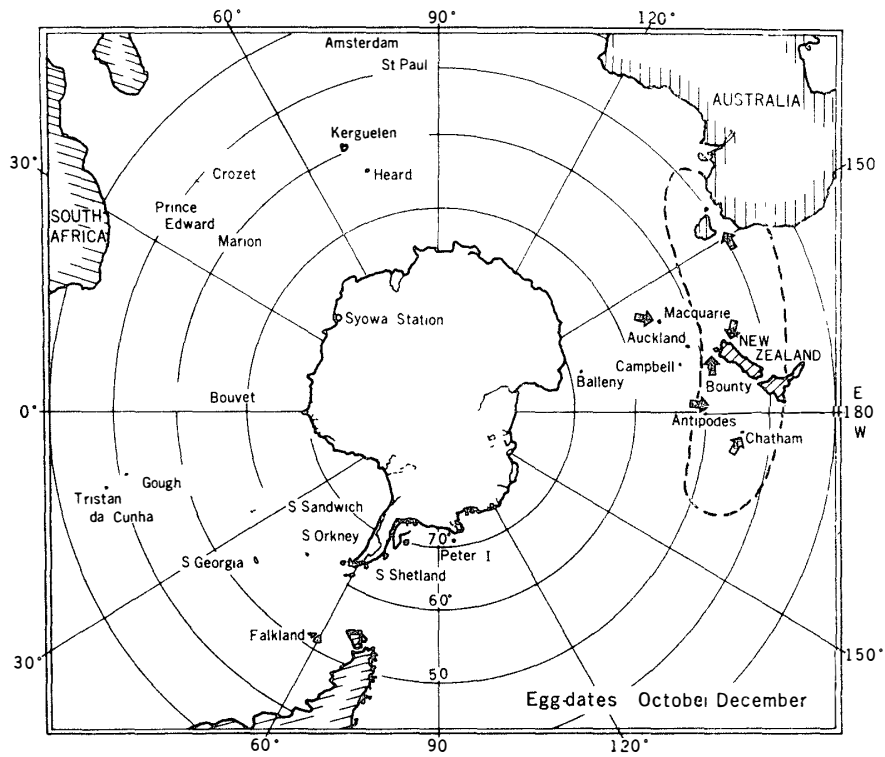 60°
90°
120°
Amsterdam
St Paul
AUSTRALIA
Kerguelen
30°
150
Crozet
Heard
Prince
Edward
SOUTH
AFRICA
Marion
Syowa Station
Macquarie
Auckland
NEW
ZEALAND
Campbell
Balleny
Bounty
Bouvet
0°
E
180
W
Antipodes
Chatham
Gough
Tristan
da Cunha
S Sandwich
S Orkney
70°
Peter I
S Georgia
S Shetland
60°
Falkland
30°
150°
50
Egg-dates October December
60°
90
120°